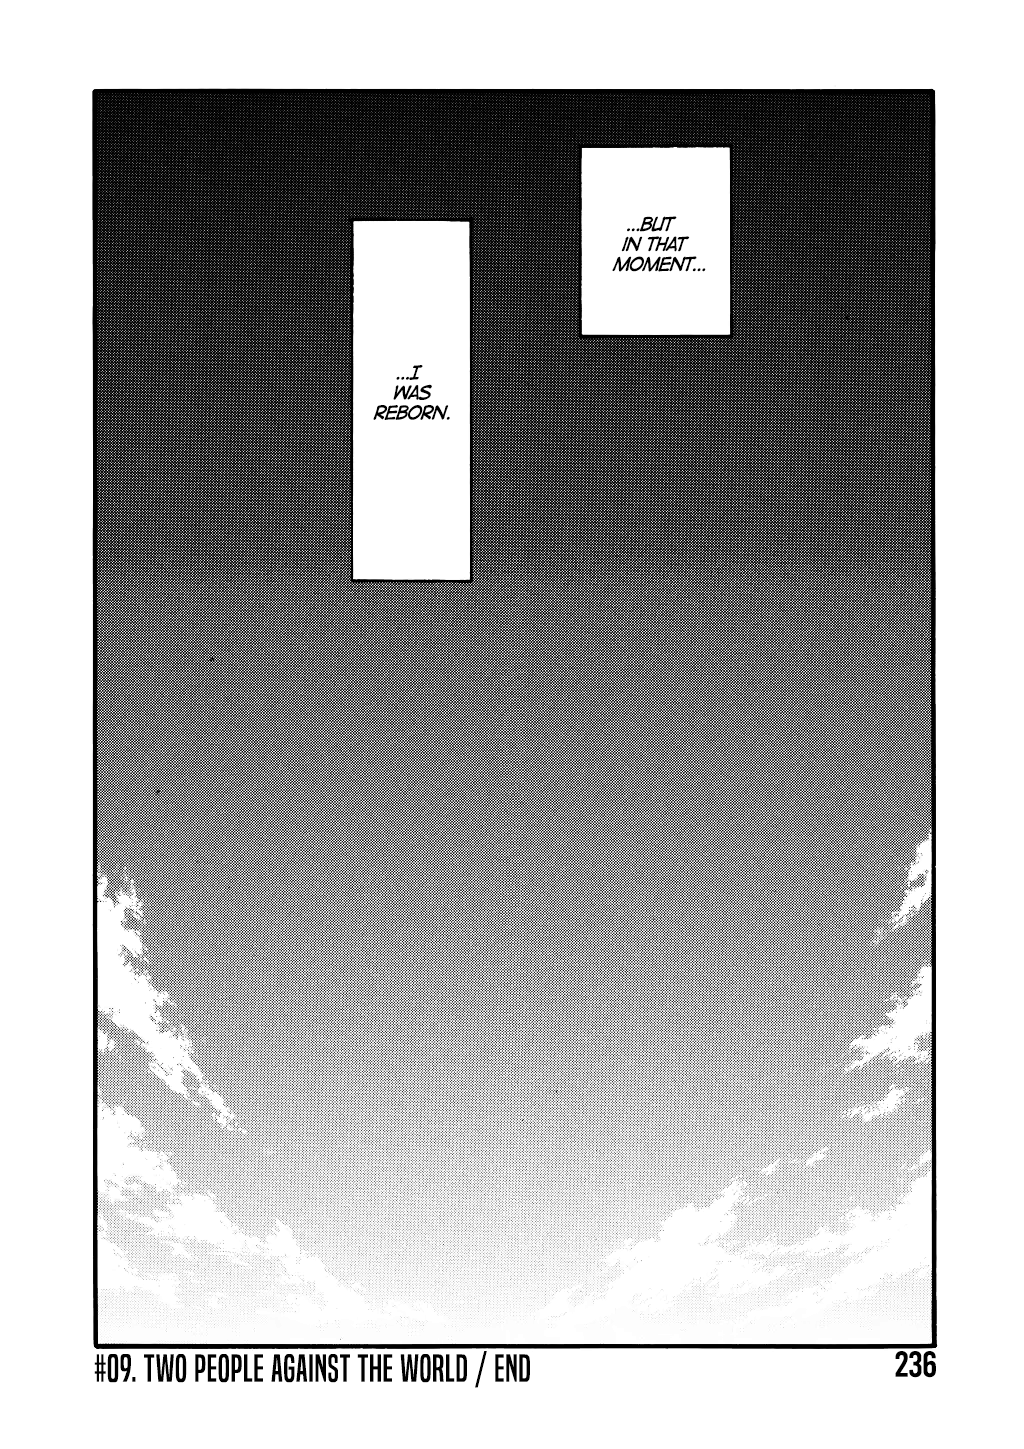 ...BUT
IN THAT
MOMENT...
...I
WAS
REBORN.
#09. TWO PEOPLE AGAINST THE WORLD / END
236